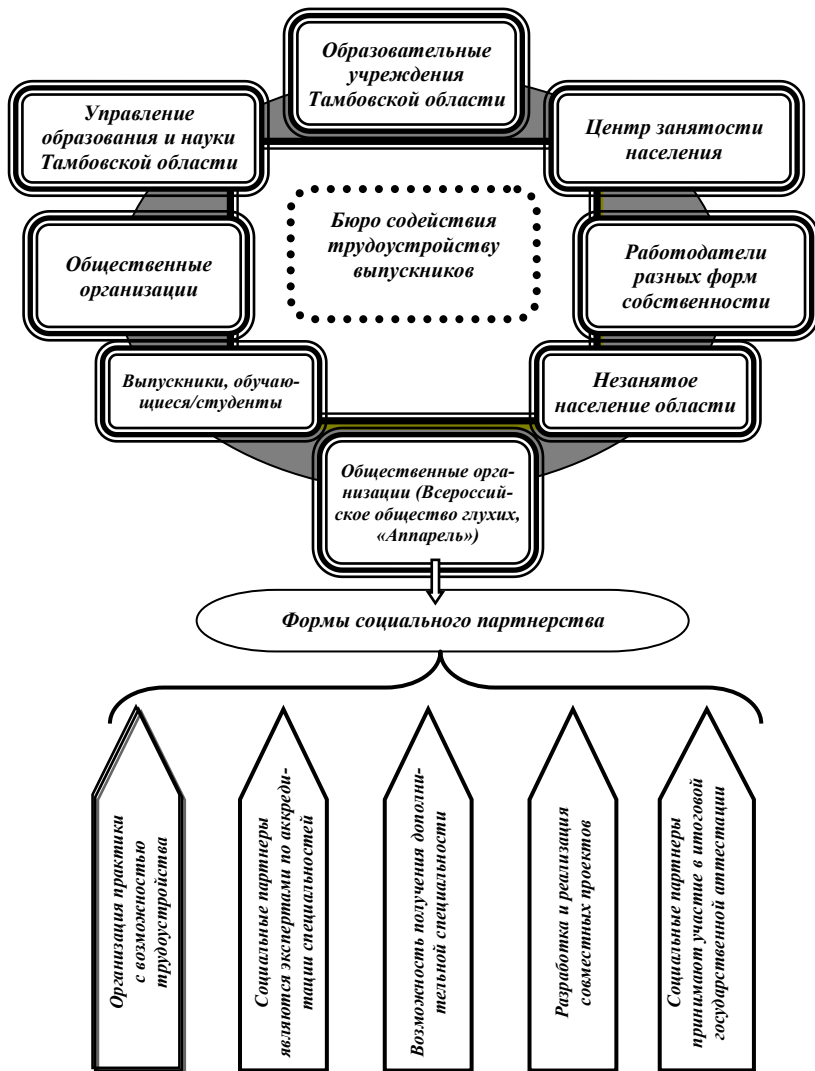 Образовательные
учреждения
Тамбовской области
Управление
образования и науки
Тамбовской области
Центр занятости
населения
Бюро содействия
трудоустройству
выпускников
Общественные
организации
Работодатели
разных форм
собственности
Выпускники, обучаю-
щиеся/студенты
Незанятое
население области
Общественные орга-
низации (Всероссий-
ское общество глухих,
«Аппарель»)
Формы социального партнерства
Организация практики
с возможностью
трудоустройства
Социальные партнеры
являются экспертами по аккреди-
тации специальностей
Возможность получения дополни-
тельной специальности
Разработка и реализация
совместных проектов
Социальные партнеры
принимают участие в итоговой
государственной аттестации